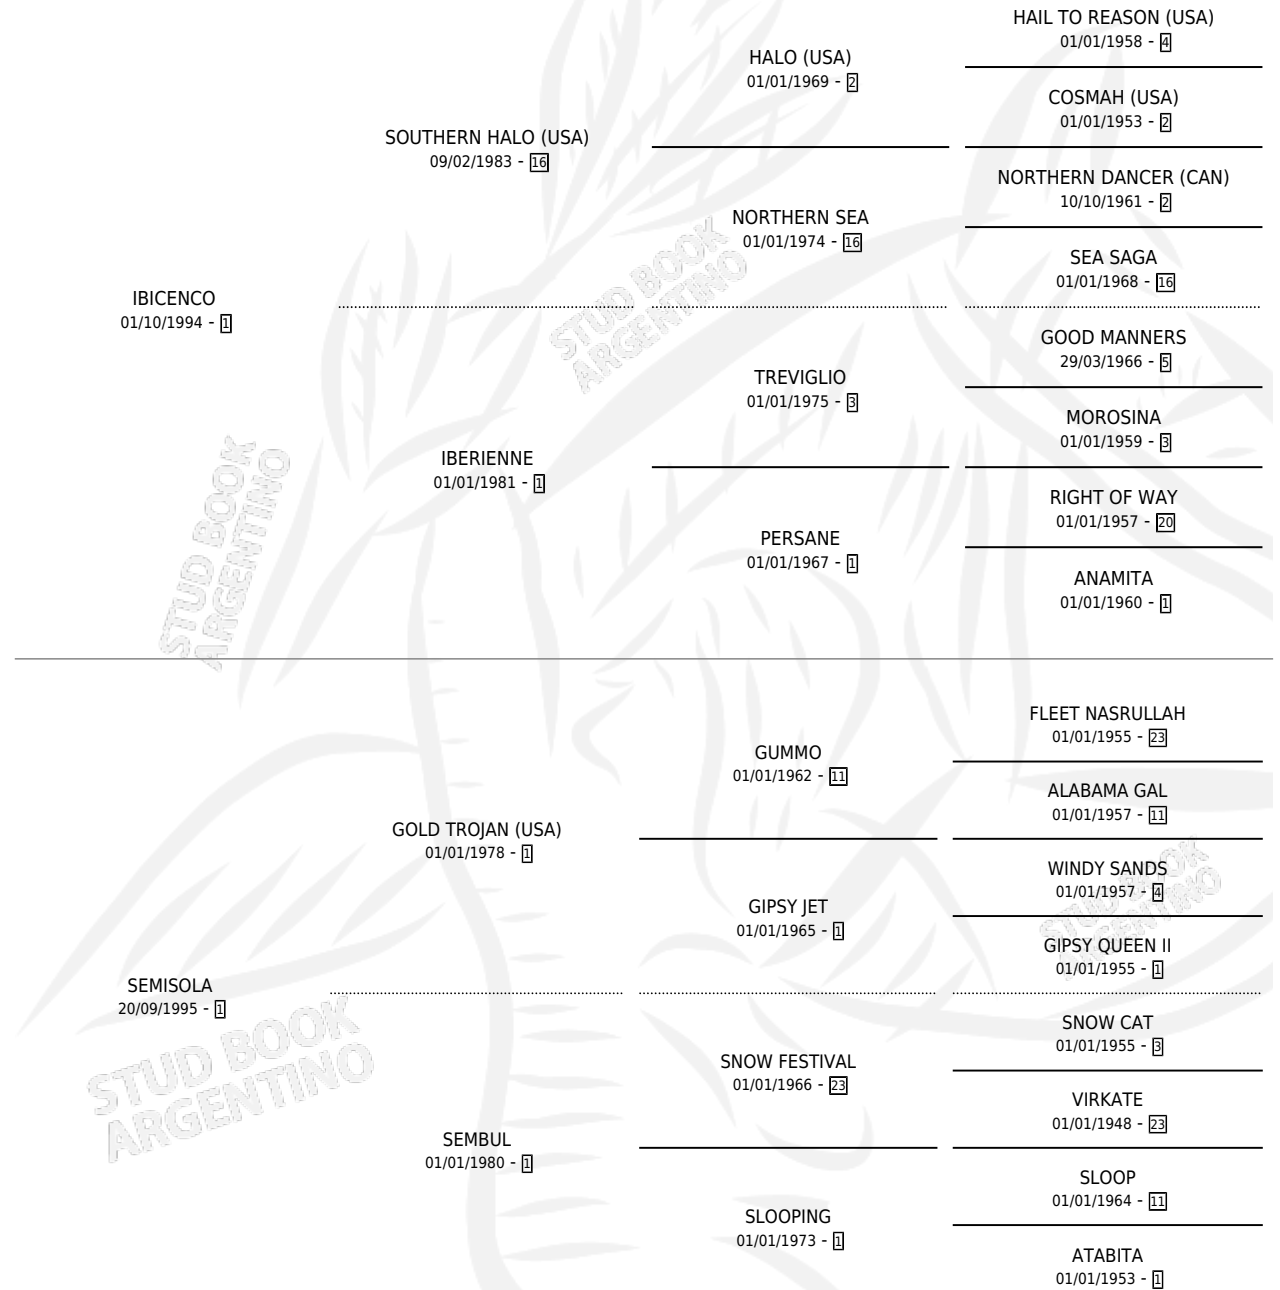 HAIL TO REASON (USA)
01/01/1958 - 4
HALO (USA)
01/01/1969 - 2
COSMAH (USA)
01/01/1953 - 2
SOUTHERN HALO (USA)
09/02/1983 - 16
NORTHERN DANCER (CAN)
10/10/1961 - 2
NORTHERN SEA
01/01/1974 - 16
SEA SAGA
01/01/1968 - 16
IBICENCO
01/10/1994 - 1
STUD BOOK
ARGENTINO
GOOD MANNERS
29/03/1966 - 5
TREVIGLIO
01/01/1975 - 3
MOROSINA
01/01/1959 - 3
IBERIENNE
01/01/1981 - 1
RIGHT OF WAY
01/01/1957 - 20
PERSANE
01/01/1967 - 1
ANAMITA
01/01/1960 - 1
STUD BOOK
ARGENTINO
FLEET NASRULLAH
01/01/1955 - 23
GUMMO
01/01/1962 - 11
ALABAMA GAL
01/01/1957 - 11
GOLD TROJAN (USA)
01/01/1978 - 1
WINDY SANDS
01/01/1957 - 4
GIPSY JET
01/01/1965 - 1
STUD BOOK
ARGENTINO
GIPSY QUEEN II
01/01/1955 - 1
SEMISOLA
20/09/1995 - 1
SNOW CAT
01/01/1955 - 3
SNOW FESTIVAL
01/01/1966 - 23
STUD BOOK
ARGENTINO
VIRKATE
01/01/1948 - 23
SEMBUL
01/01/1980 - 1
SLOOP
01/01/1964 - 11
SLOOPING
01/01/1973 - 1
ATABITA
01/01/1953 - 1